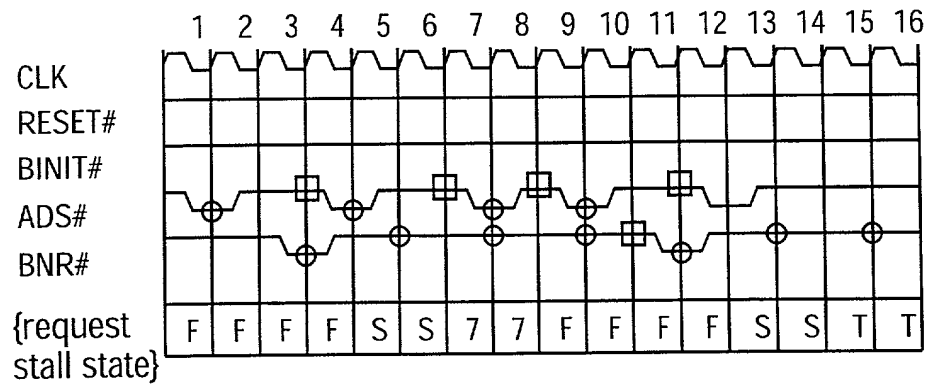 1 2 3 4 5 6 7 8 9 10 11 12 13 14 15 16
CLK
RESET#
BINIT#
ADS#
BNR#
{request
stall state}
F F F F S S 7 7 F F F F S S T T